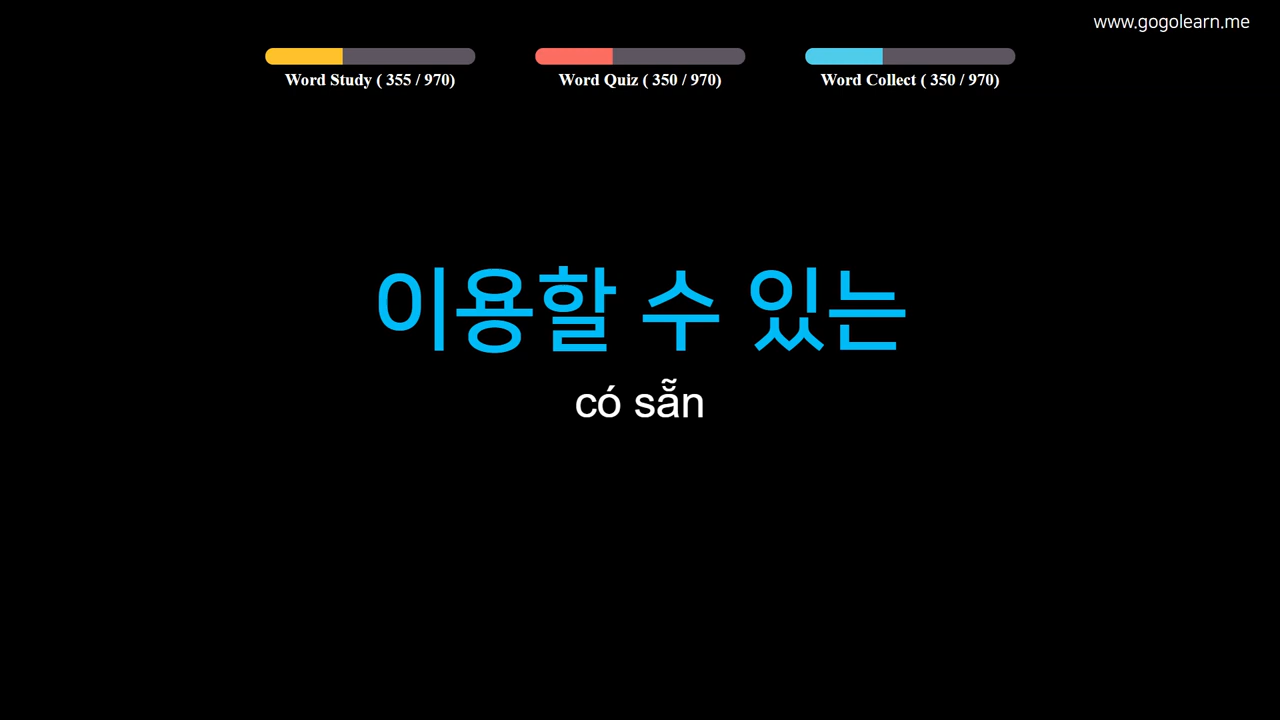 www.gogolearn.me
Word Study ( 355 / 970)
Word Quiz ( 350 / 970)
Word Collect ( 350 / 970)
이용할 수 있는
có sẵn